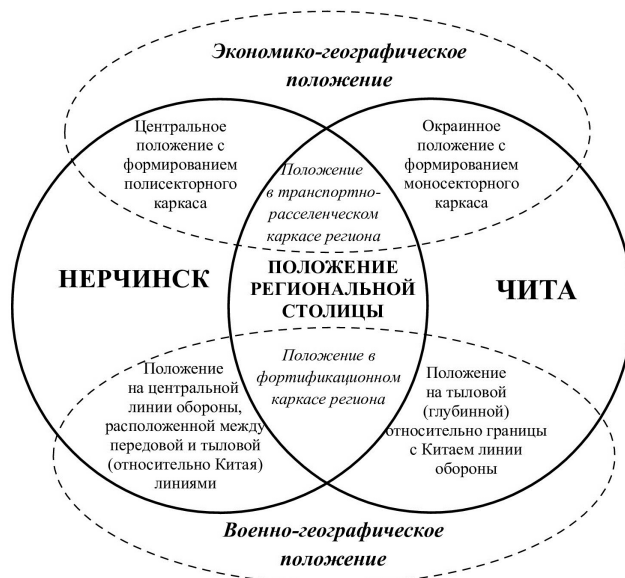 Экономико-географическое
положение
Центральное
положение с
формированием
полисекторного
каркаса
Окраинное
положение с
формированием
моносекторного
каркаса
Положение
в транспортно-
расселенческом
каркасе региона
НЕРЧИНСК
ПОЛОЖЕНИЕ
РЕГИОНАЛЬНОЙ
СТОЛИЦЫ
ЧИТА
Положение в
фортификационном
каркасе региона
Положение
на центральной
линии обороны,
расположенной между
передовой и тыловой
(относительно Китая)
линиями
Положение
на тыловой
(глубинной)
относительно границы
с Китаем линии
обороны
Военно-географическое
положение